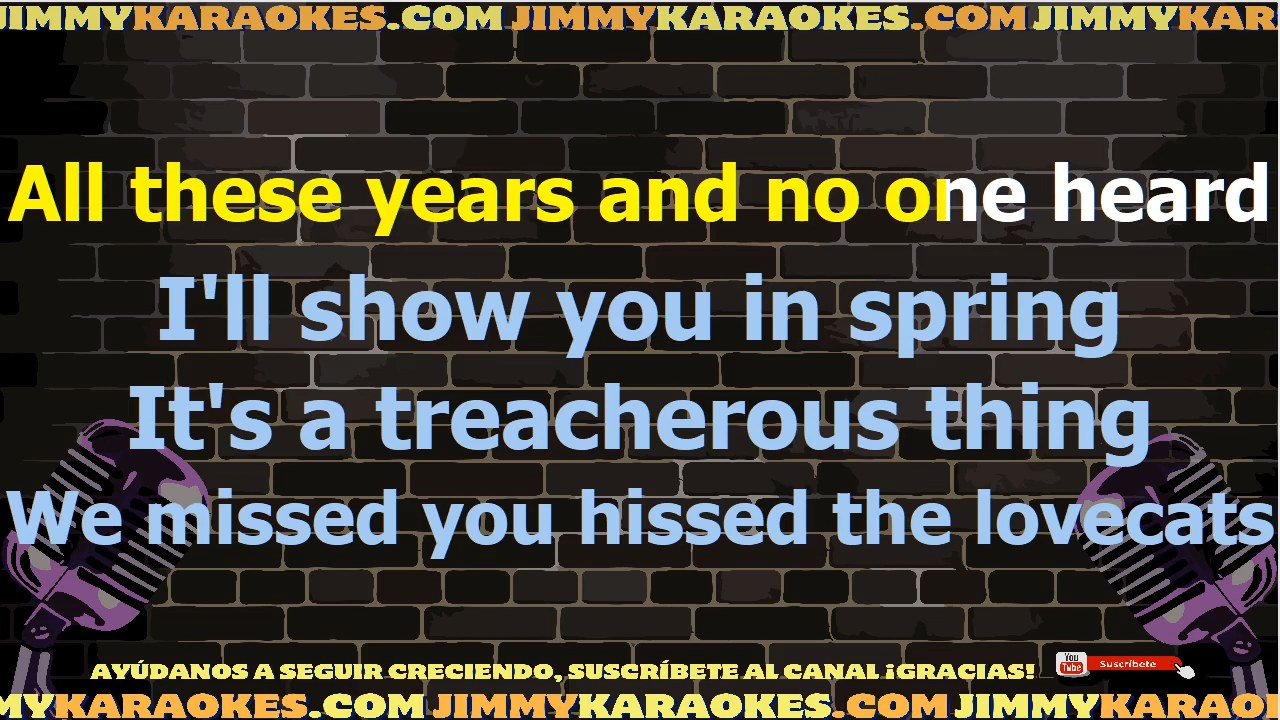 JIMMYKARAOKES.COM JIMMYKARAOKES.COM JIMMYKAR
All these years and no one heard
I'll show you in spring
It's a treacherous thing
We missed you hissed the lovecats
AYÚDANOS A SEGUIR CRECIENDO, SUSCRÍBETE AL CANAL ¡GRACIAS!
You Tube Suscríbete
MYKARAOKES.COM JIMMYKARAOKES.COM JIMMYKARAO